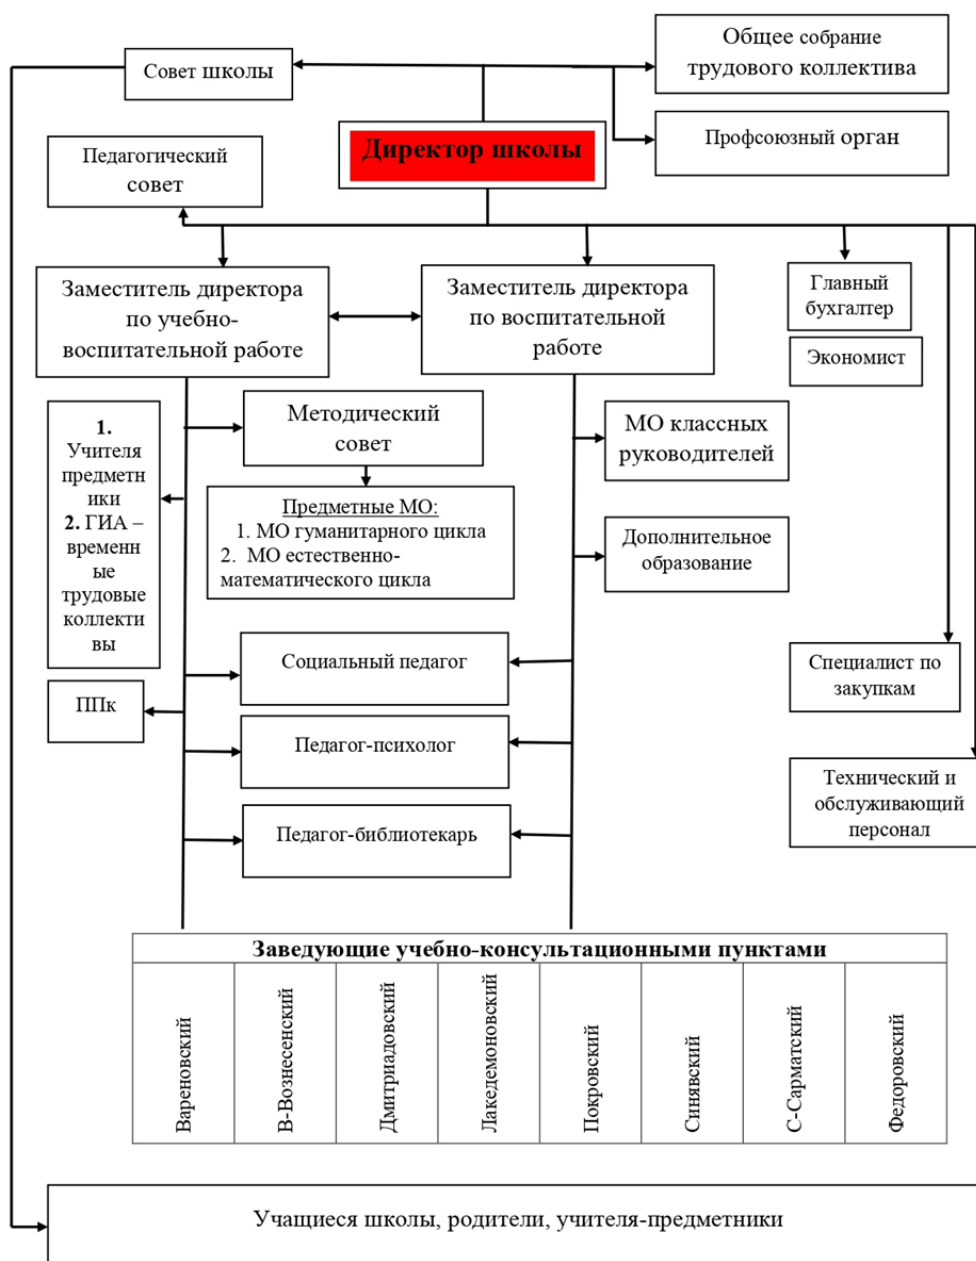 Общее собрание
трудового коллектива
Совет школы
Профсоюзный орган
Директор школы
Педагогический
совет
Заместитель директора
по учебно-
воспитательной работе
Заместитель директора
по воспитательной
работе
Главный
бухгалтер
Экономист
1.
Учителя
предметн
ики
2. ГИА –
временн
ые
трудовые
коллекти
вы
Методический
совет
МО классных
руководителей
Предметные МО:
1. МО гуманитарного цикла
2. МО естественно-
математического цикла
Дополнительное
образование
Социальный педагог
Специалист по
закупкам
ППк
Педагог-психолог
Технический и
обслуживающий
персонал
Педагог-библиотекарь
Заведующие учебно-консультационными пунктами
Вареновский
В-Вознесенский
Дмитриадовский
Лакедемоновский
Покровский
Синявский
С-Сарматский
Федоровский
Учащиеся школы, родители, учителя-предметники